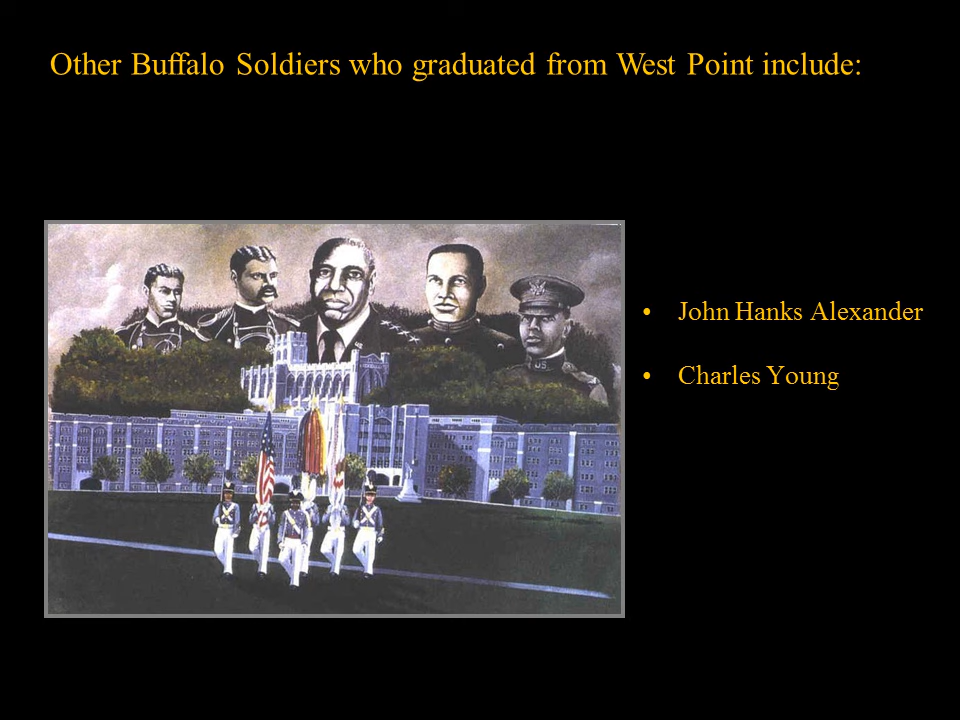 Other Buffalo Soldiers who graduated from West Point include:
• John Hanks Alexander
• Charles Young